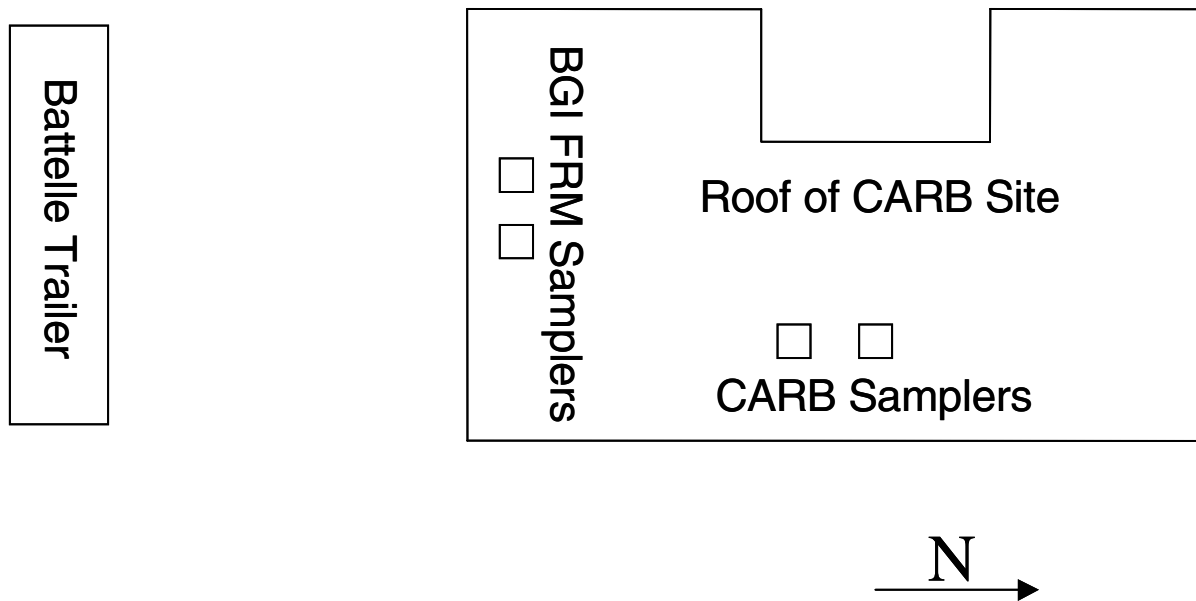 Battelle Trailer
BGI FRM Samplers
Roof of CARB Site
CARB Samplers
N